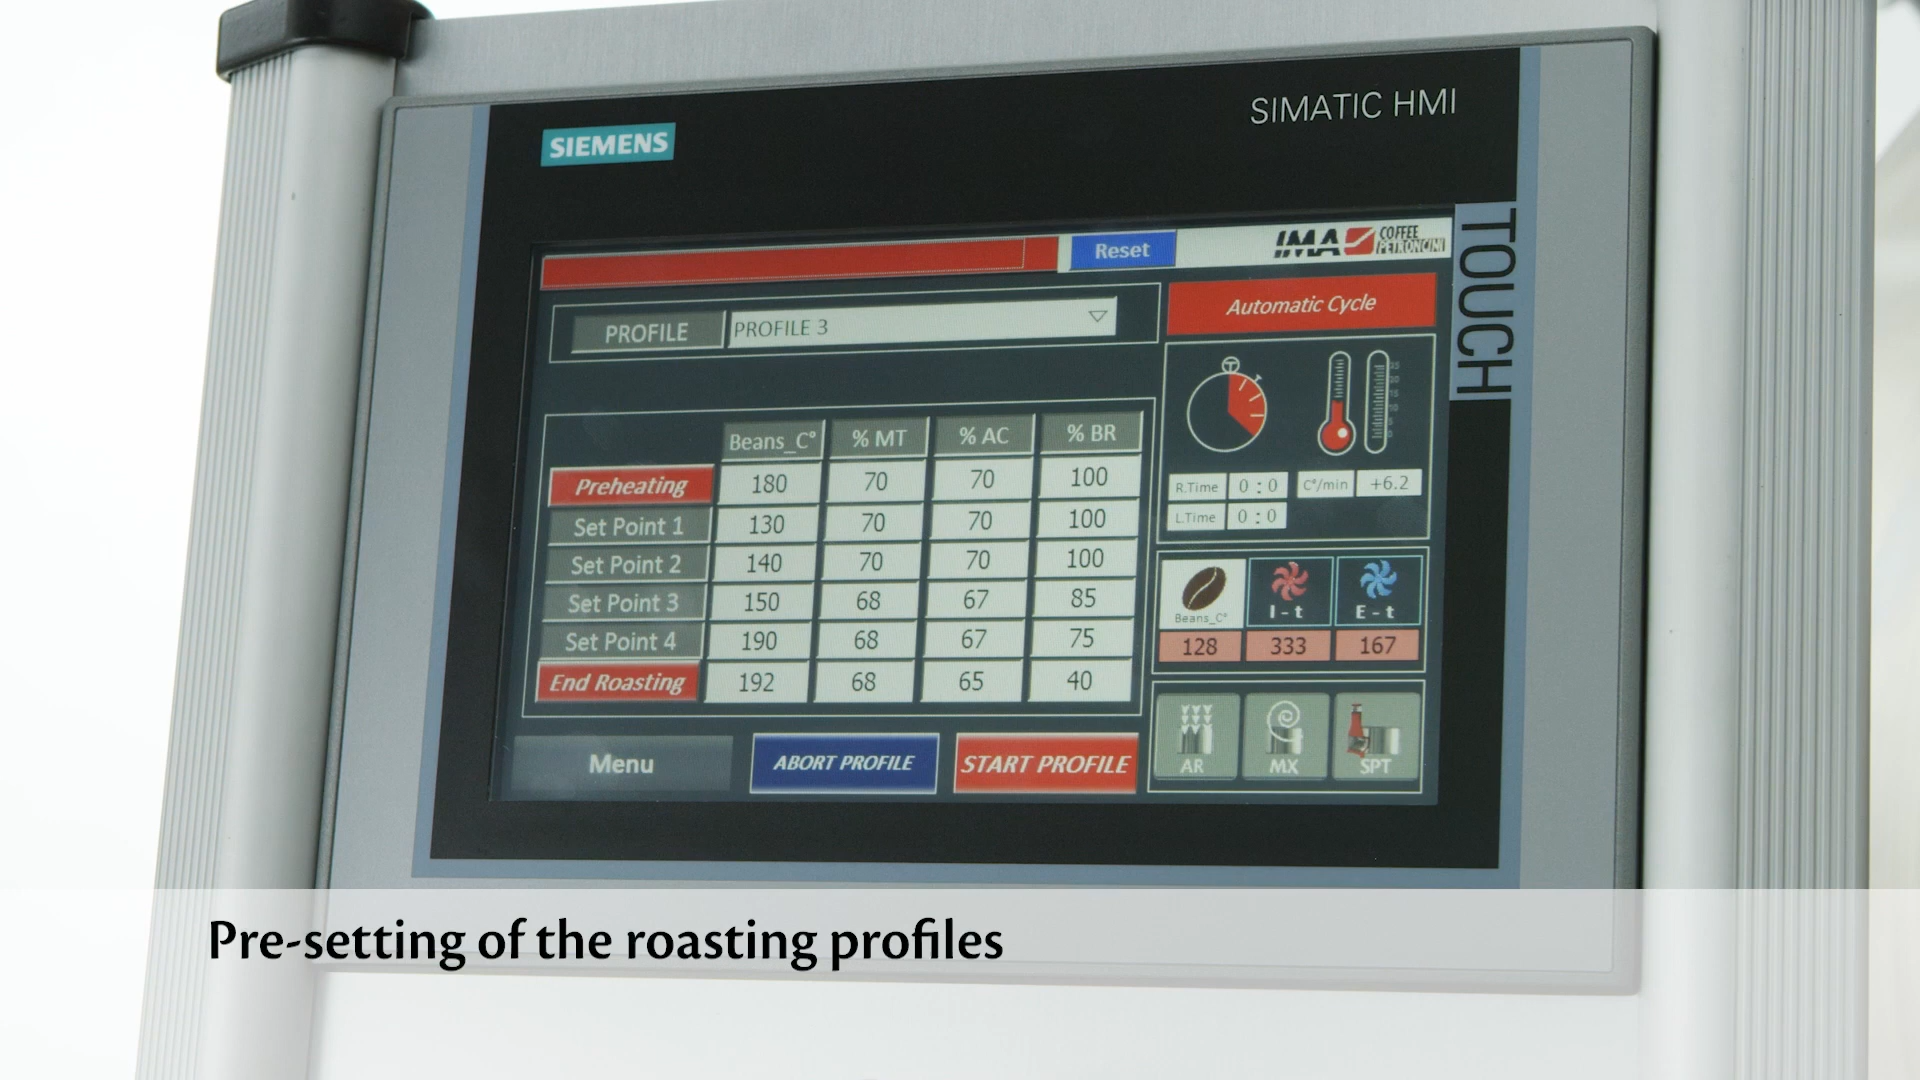 SIMATIC HMI
SIEMENS
TOUCH
Reset
IMA COFFEE PETRONCINI
PROFILE PROFILE 3
Automatic Cycle
Beans_C° % MT % AC % BR
Preheating 180 70 70 100
Set Point 1 130 70 70 100
Set Point 2 140 70 70 100
Set Point 3 150 68 67 85
Set Point 4 190 68 67 75
End Roasting 192 68 65 40
R.Time 0 : 0 C°/min +6.2
L.Time 0 : 0
Beans_C° I - t E - t
128 333 167
AR MX SPT
Menu ABORT PROFILE START PROFILE
Pre-setting of the roasting profiles